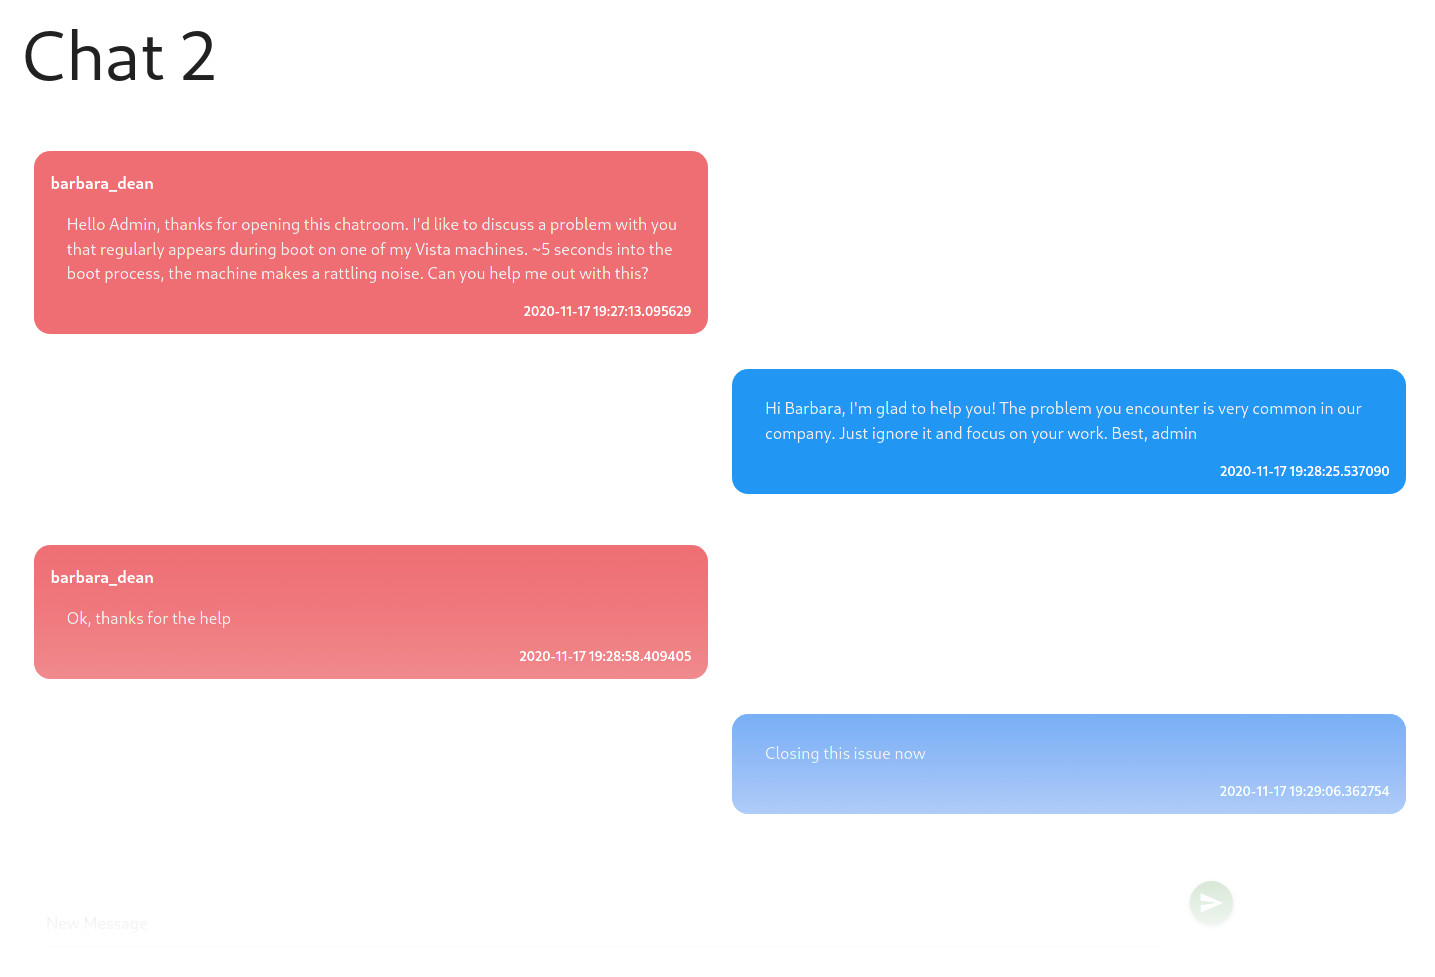 Chat 2
barbara_dean
Hello Admin, thanks for opening this chatroom. I'd like to discuss a problem with you
that regularly appears during boot on one of my Vista machines. ~5 seconds into the
boot process, the machine makes a rattling noise. Can you help me out with this?
2020-11-17 19:27:13.095629
Hi Barbara, I'm glad to help you! The problem you encounter is very common in our
company. Just ignore it and focus on your work. Best, admin
2020-11-17 19:28:25.537090
barbara_dean
Ok, thanks for the help
2020-11-17 19:28:58.409405
Closing this issue now
2020-11-17 19:29:06.362754
New Message